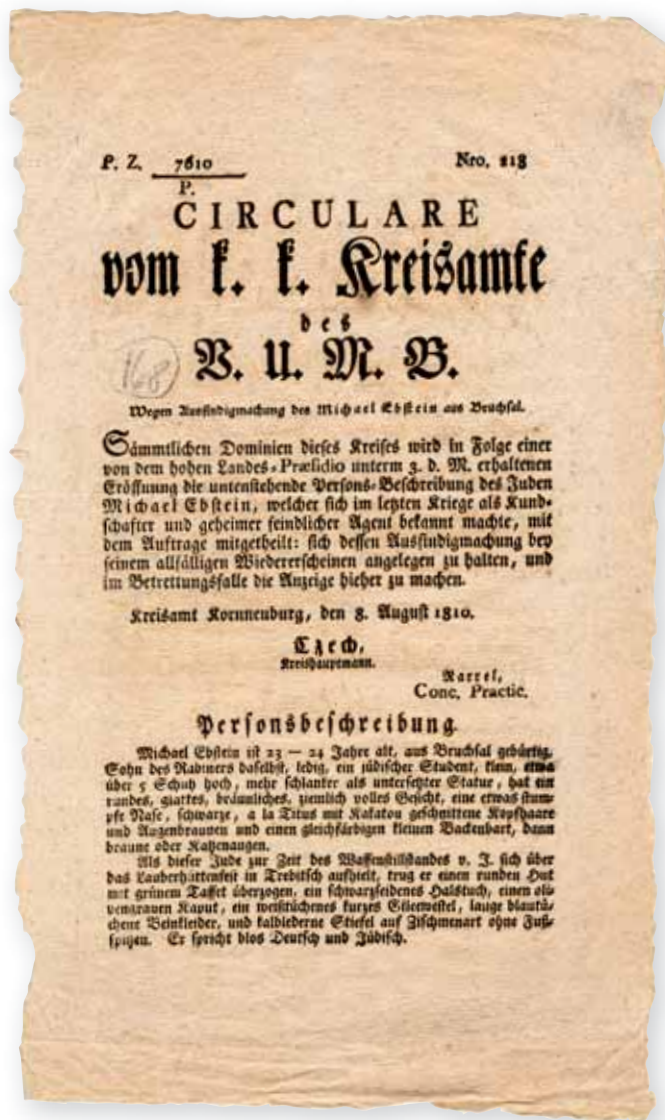 P. Z. 7610
P.
Nro. 218
CIRCULARE
vom k. k. Kreisamte
des
V. U. M. B.
168
Wegen Ausfindigmachung des Michael Ebstein aus Bruchsal.
Sämmtlichen Dominien dieses Kreises wird in Folge einer
von dem hohen Landes-Præsidio unterm 3. d. M. erhaltenen
Eröffnung die untenstehende Persons-Beschreibung des Juden
Michael Ebstein, welcher sich im letzten Kriege als Kund-
schafter und geheimer feindlicher Agent bekannt machte, mit
dem Auftrage mitgetheilt: sich dessen Ausfindigmachung bey
seinem allfälligen Wiedererscheinen angelegen zu halten, und
im Betrettungsfalle die Anzeige hieher zu machen.
Kreisamt Kornneuburg, den 8. August 1810.
Czech,
Kreishauptmann.
Conc. Practic.
Personsbeschreibung
Michael Ebstein ist 23 — 24 Jahre alt, aus Bruchsal gebürtig,
Sohn des Rabiners daselbst, ledig, ein jüdischer Student, klein, etwa
über 5 Schuh hoch, mehr schlanker als untersetzter Statue, hat ein
rundes, glattes, bräunliches, ziemlich volles Gesicht, eine etwas stum-
pfe Nase, schwarze, a la Titus mit Kakatou geschnittene Kopfhaare
und Augenbraunen und einen gleichfärbigen kleinen Backenbart, dann
braune oder Katzenaugen.
Als dieser Jude zur Zeit des Waffenstillstandes v. J. sich über
das Lauberhüttenfest in Trebitsch aufhielt, trug er einen runden Hut
mit grünem Taffet überzogen, ein schwarzseidenes Halstuch, einen oli-
vengrauen Kaput, ein weißtüchenes kurzes Gileewestel, lange blautü-
chene Beinkleider, und kalblederne Stiefel auf Zischmenart ohne Fuß-
spitzen. Er spricht blos Deutsch und Jüdisch.